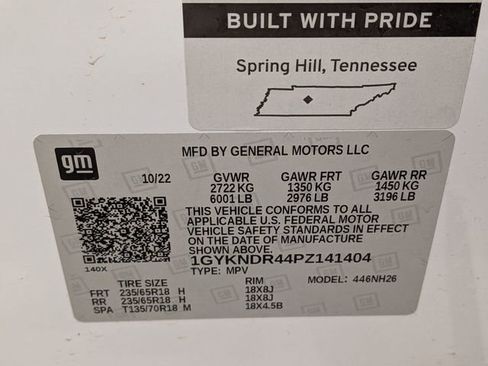 BUILT WITH PRIDE
Spring Hill, Tennessee
gm
MFD BY GENERAL MOTORS LLC
10/22 GVWR GAWR FRT GAWR RR
2722 KG 1350 KG 1450 KG
6001 LB 2976 LB 3196 LB
THIS VEHICLE CONFORMS TO ALL
APPLICABLE U.S. FEDERAL MOTOR
VEHICLE SAFETY STANDARDS IN EFFECT
ON THE DATE OF MANUFACTURE
SHOWN ABOVE.
1GYKNDR44PZ141404
140X TYPE: MPV MODEL: 446NH26
TIRE SIZE RIM
FRT 235/65R18 H 18X8J
RR 235/65R18 H 18X8J
SPA T135/70R18 M 18X4.5B